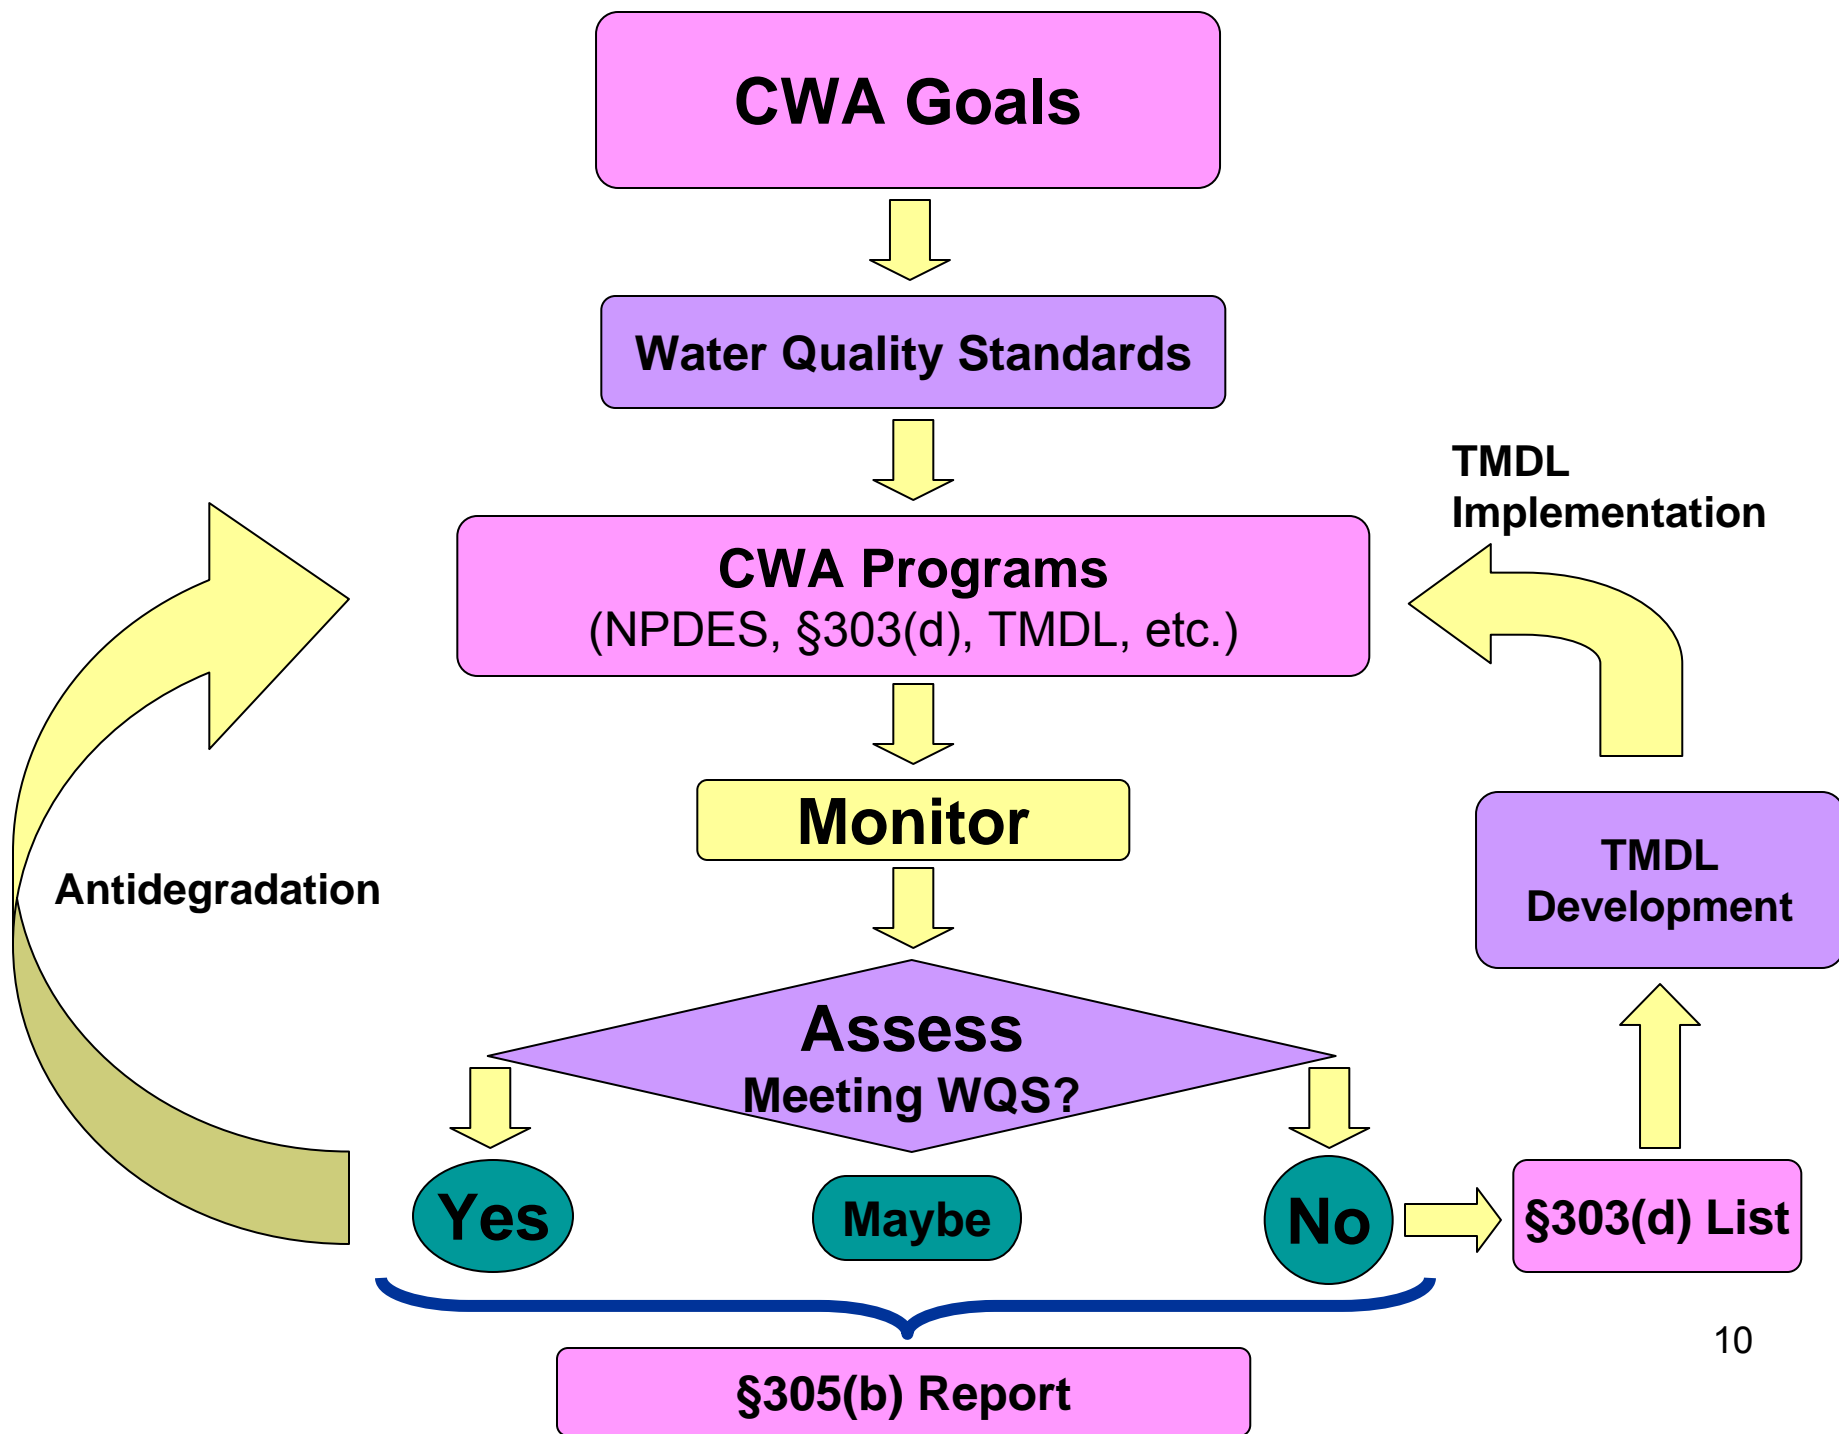 CWA Goals
Water Quality Standards
TMDL
Implementation
CWA Programs
(NPDES, §303(d), TMDL, etc.)
Monitor
TMDL
Development
Antidegradation
Assess
Meeting WQS?
Yes
Maybe
No
§303(d) List
10
§305(b) Report